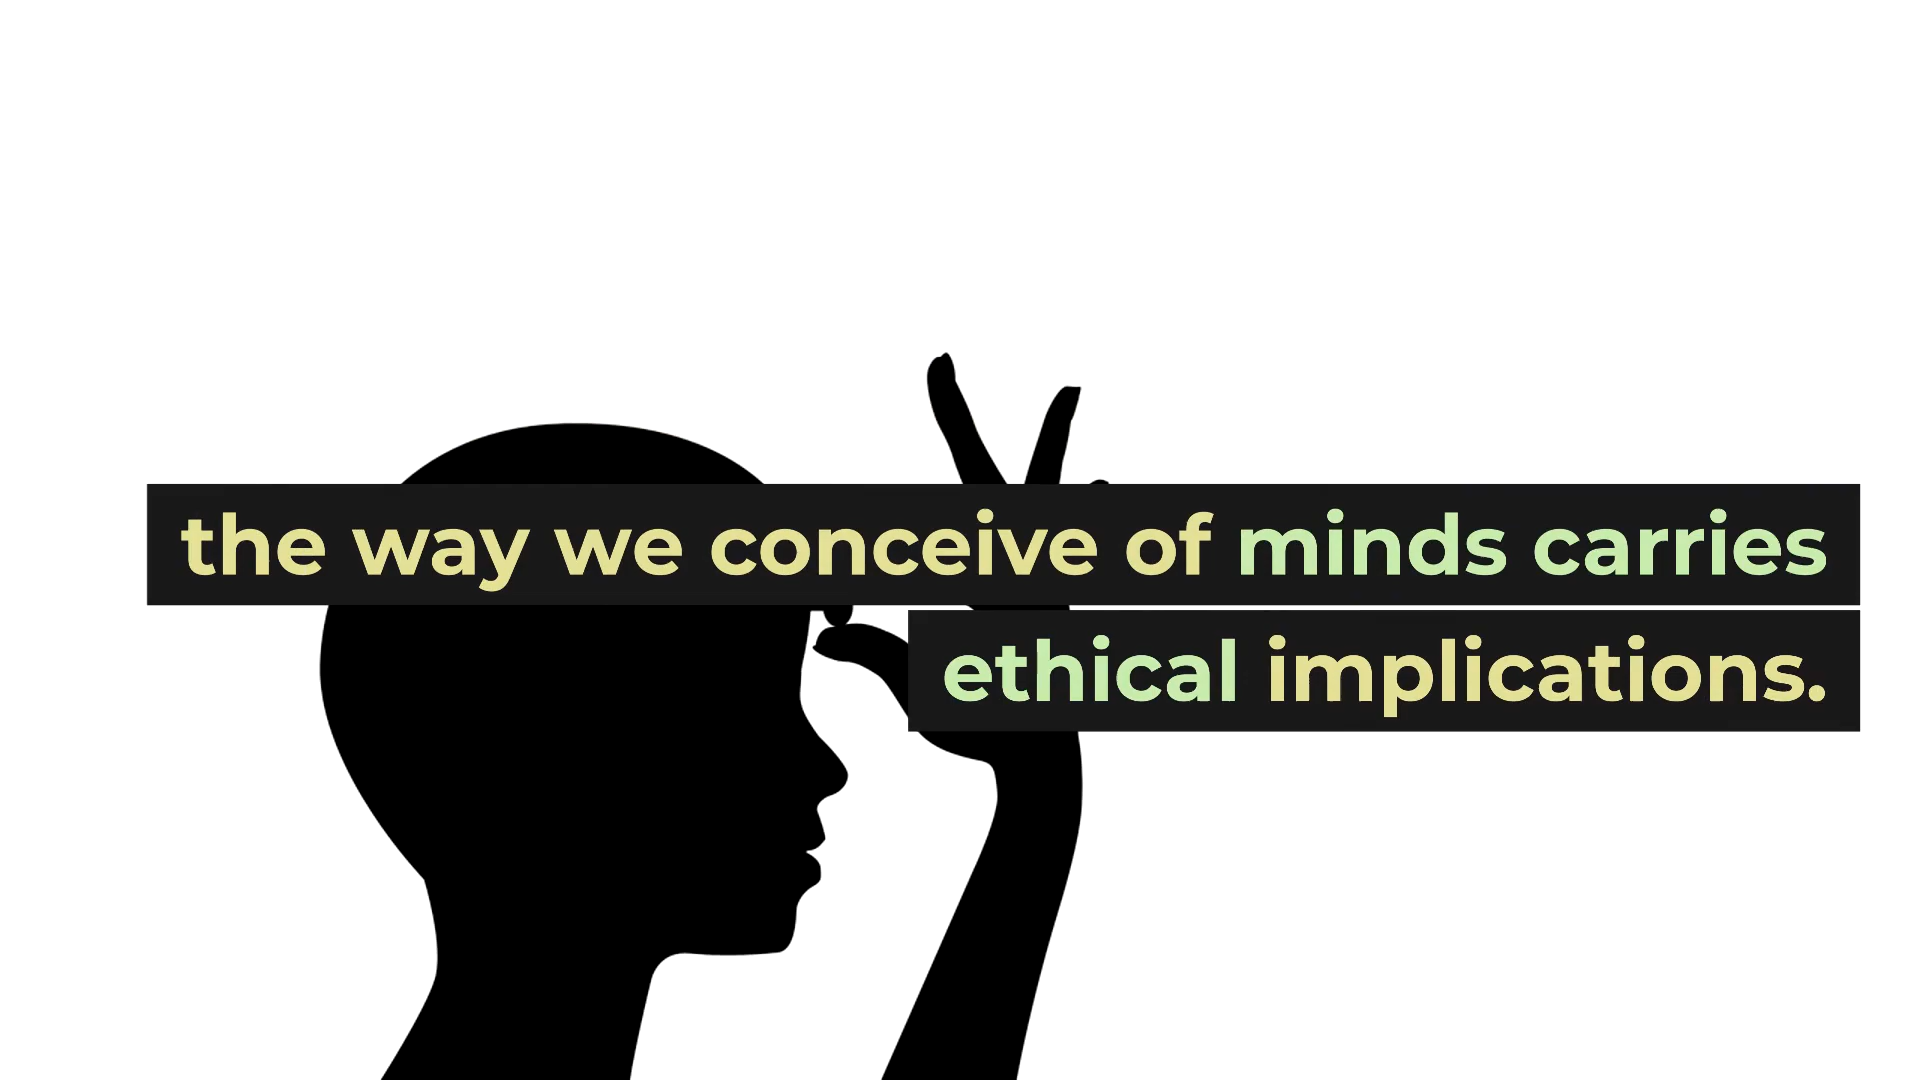 the way we conceive of minds carries
ethical implications.